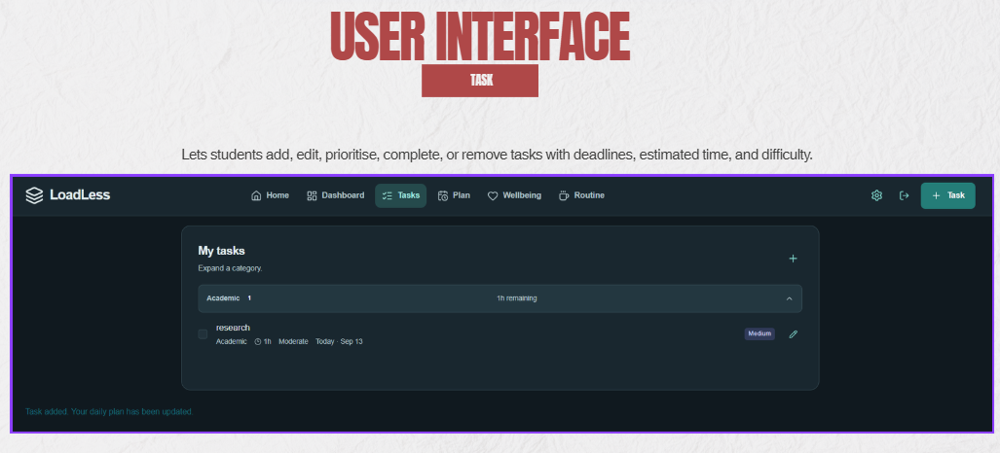 USER INTERFACE
TASK
Lets students add, edit, prioritise, complete, or remove tasks with deadlines, estimated time, and difficulty.
LoadLess Home Dashboard Tasks Plan Wellbeing Routine + Task
My tasks
Expand a category.
Academic 1 1h remaining
research
Academic 1h Moderate Today · Sep 13 Medium
Task added. Your daily plan has been updated.